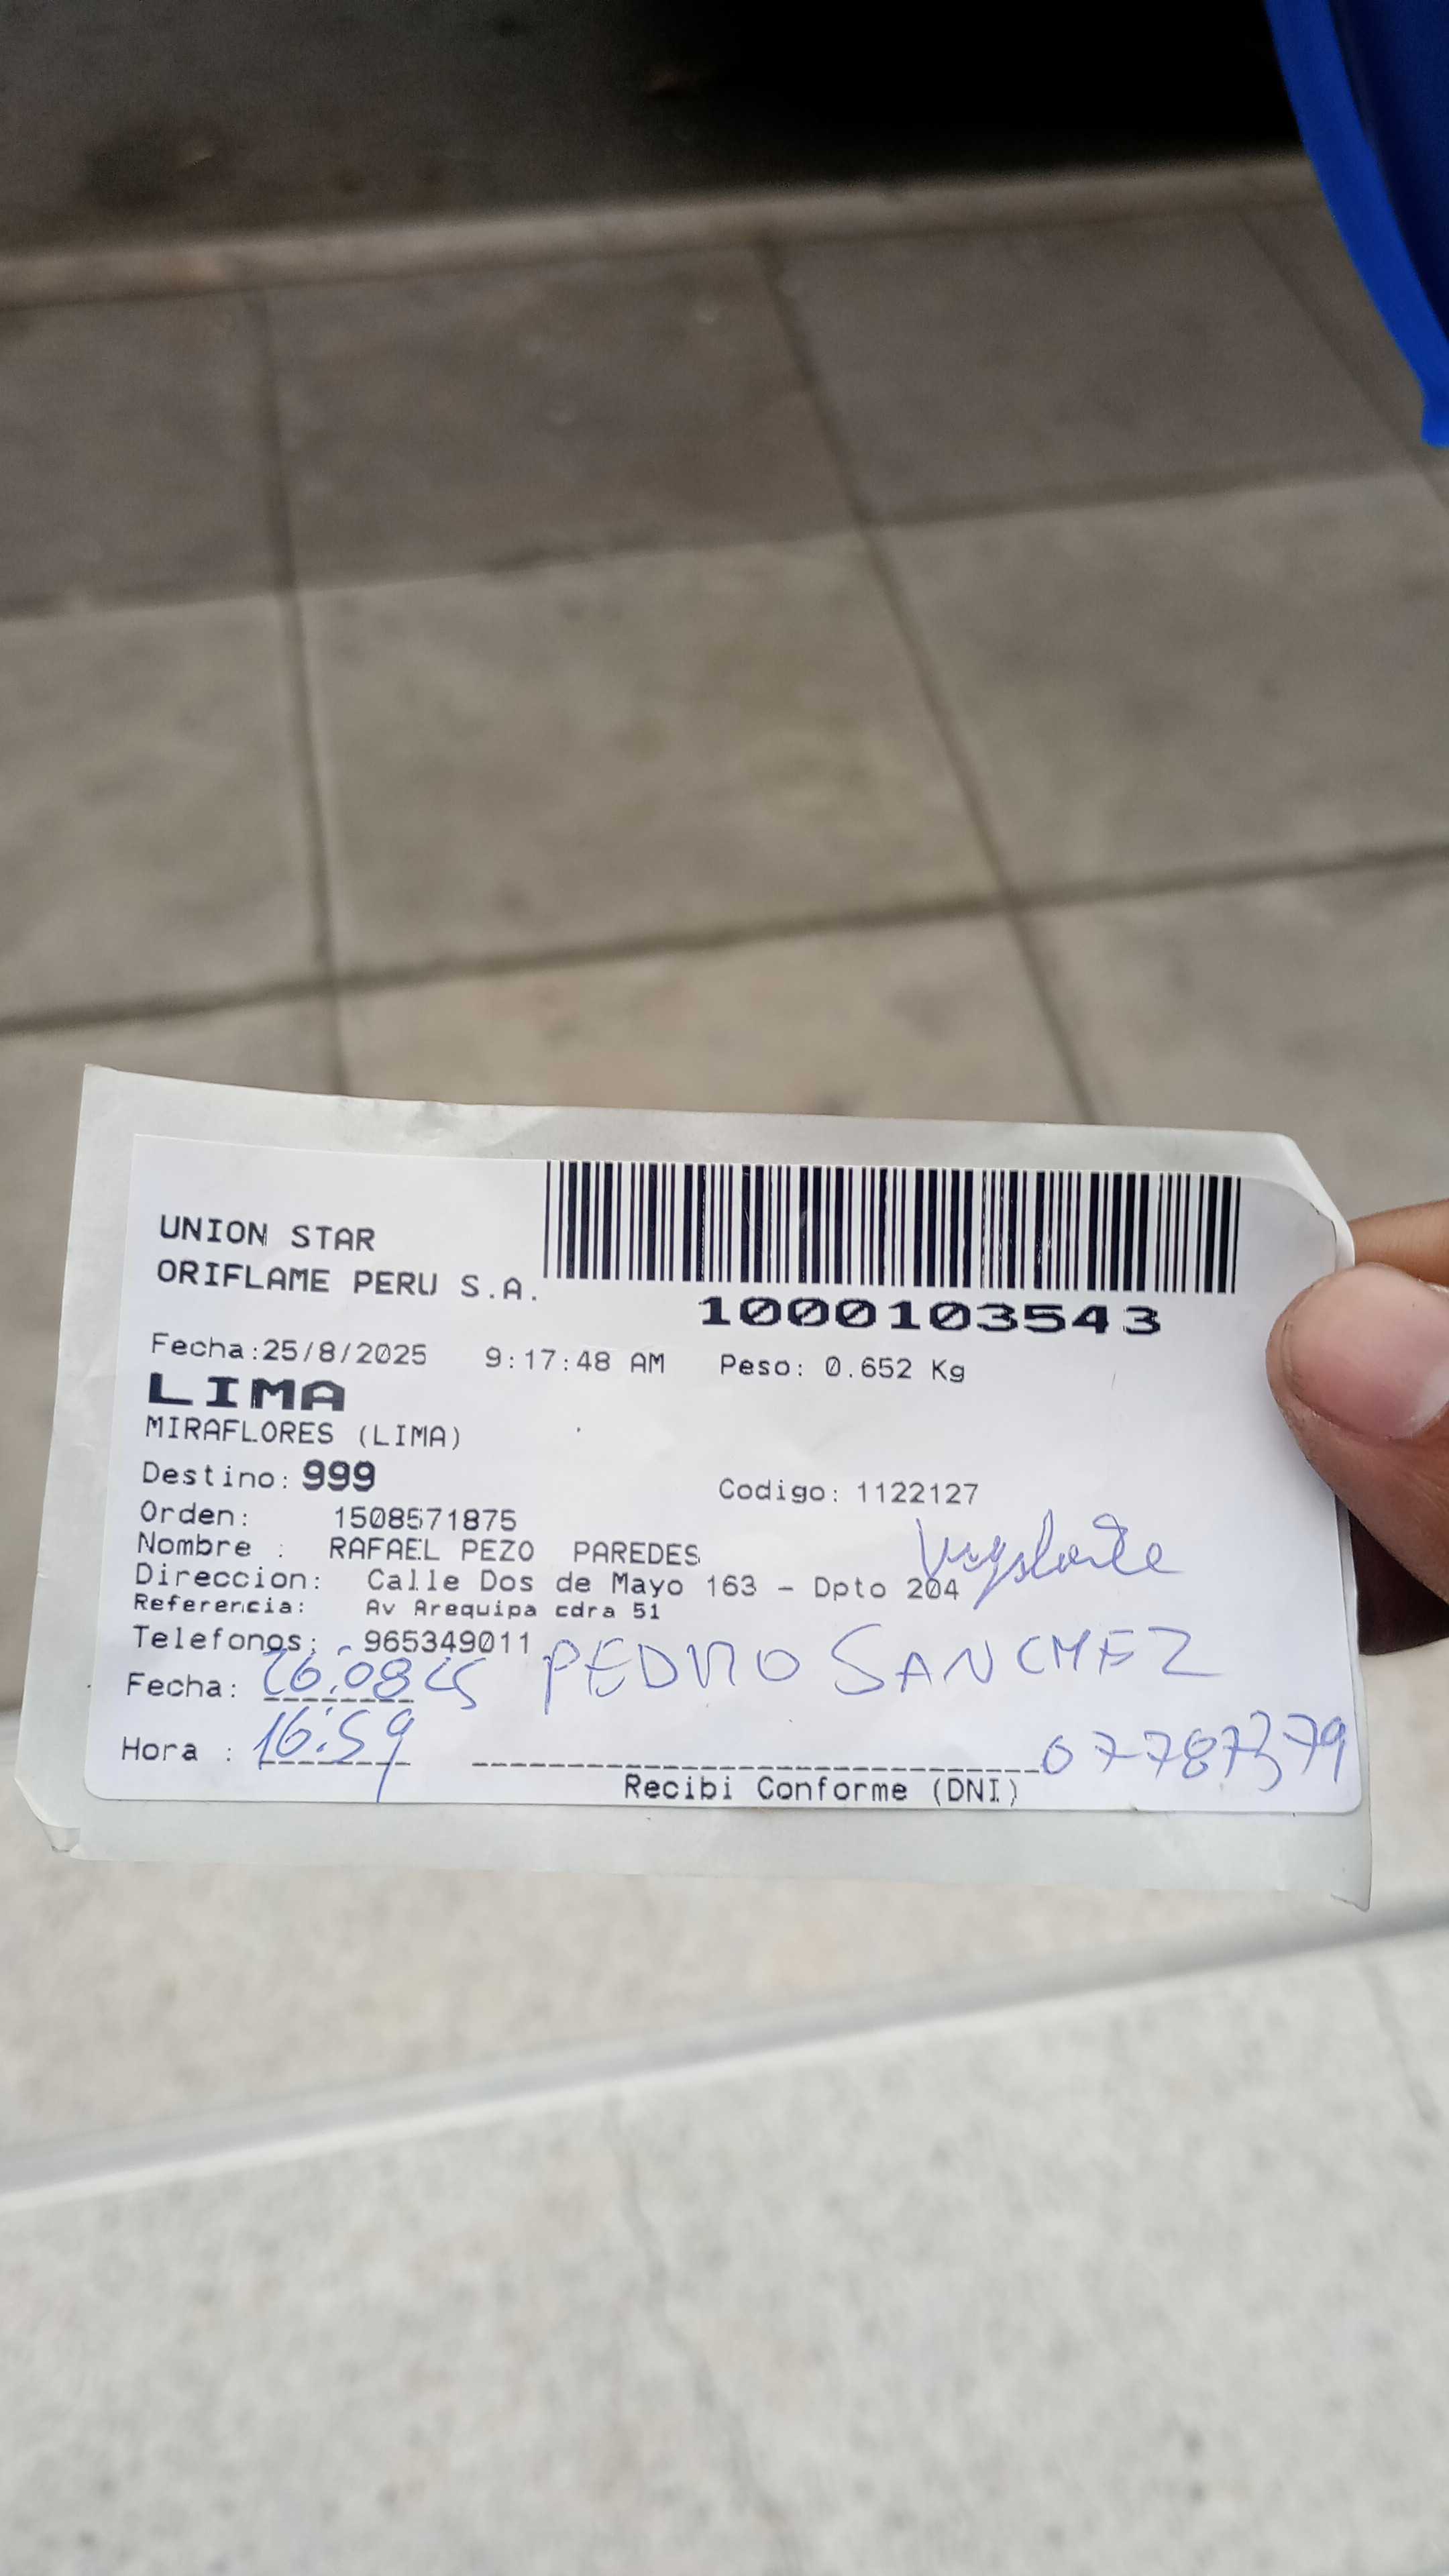 UNION STAR
ORIFLAME PERU S.A.
1000103543
Fecha:25/8/2025 9:17:48 AM Peso: 0.652 Kg
LIMA
MIRAFLORES (LIMA)
Destino: 999 Codigo: 1122127
Orden: 1508571875
Nombre : RAFAEL PEZO PAREDES Vigilante
Direccion: Calle Dos de Mayo 163 - Dpto 204
Referencia: Av Arequipa cdra 51
Telefonos: - 965349011
Fecha: 26.08 25 PEDRO SANCHEZ
Hora : 16:59 07787379
Recibi Conforme (DNI)